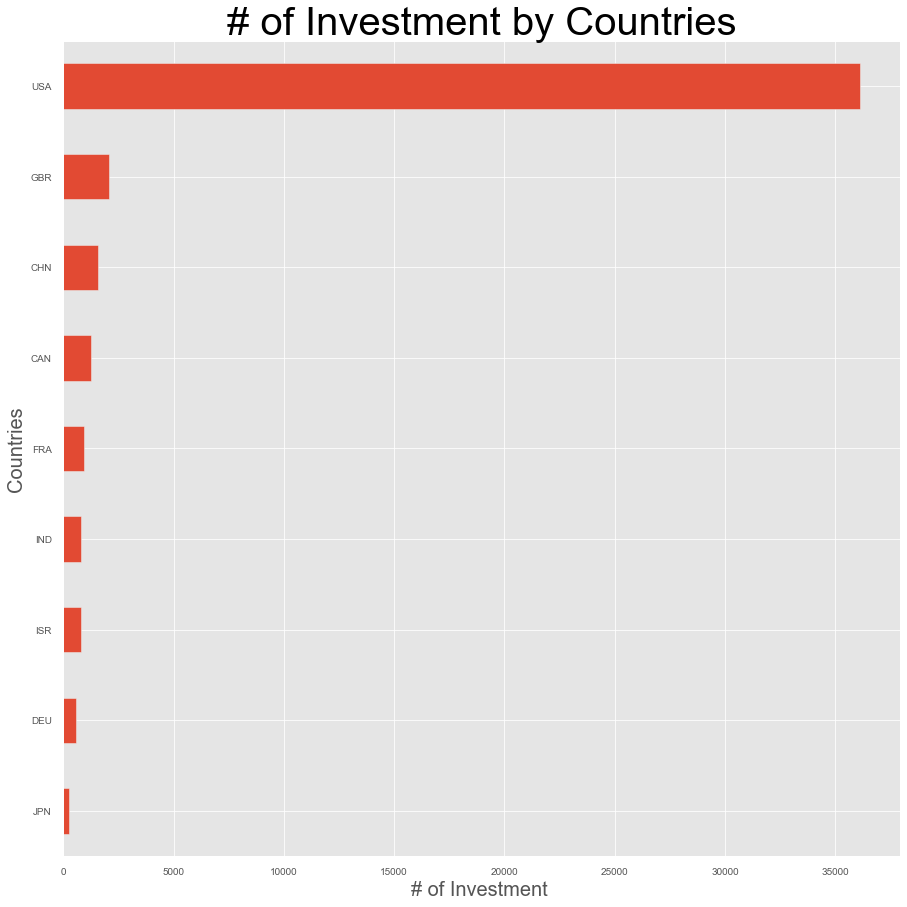 # of Investment by Countries
USA
GBR
CHN
CAN
FRA
IND
ISR
DEU
JPN
Countries
0 5000 10000 15000 20000 25000 30000 35000
# of Investment